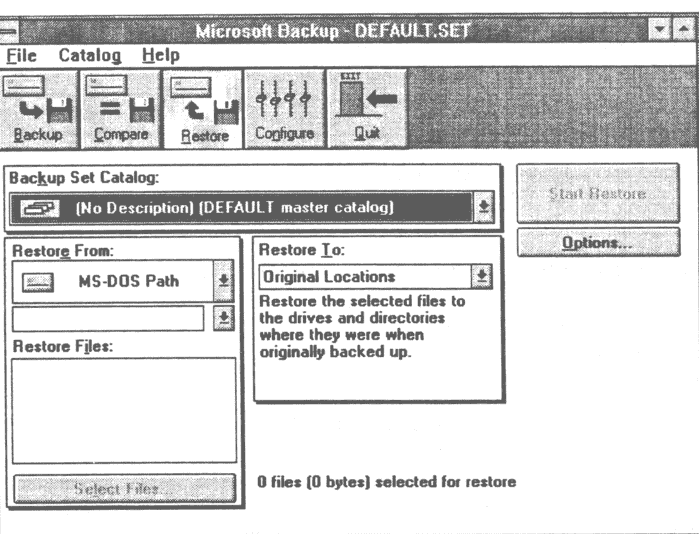 Microsoft Backup - DEFAULT.SET
File Catalog Help
Backup Compare Restore Configure EXIT Quit
Backup Set Catalog:
(No Description) (DEFAULT master catalog)
Start Restore
Options...
Restore From:
MS-DOS Path
Restore Files:
Select Files...
Restore To:
Original Locations
Restore the selected files to
the drives and directories
where they were when
originally backed up.
0 files (0 bytes) selected for restore